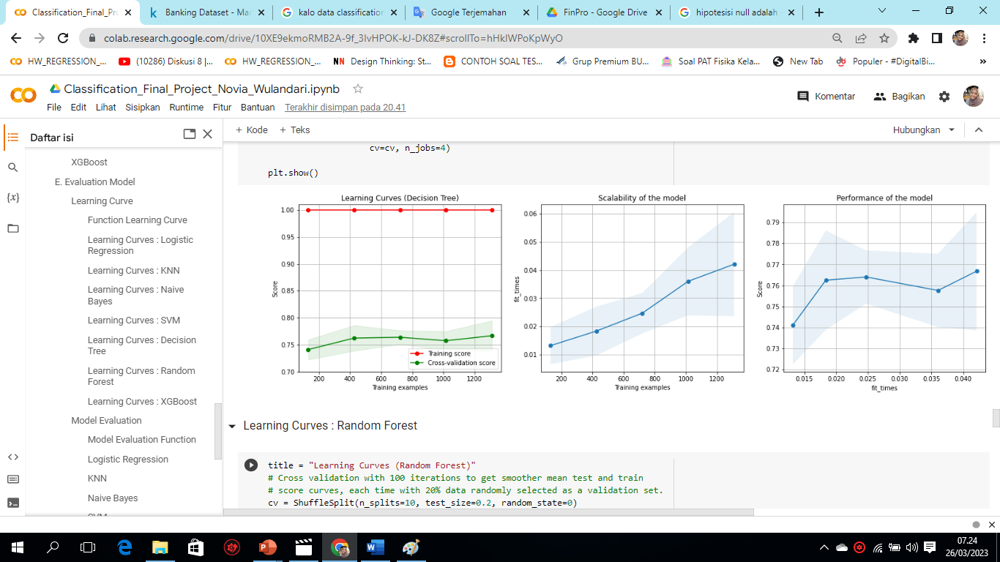 Classification_Final_Pro
Banking Dataset - Mar
kalo data classification
Google Terjemahan
FinPro - Google Drive
hipotesisi null adalah -
colab.research.google.com/drive/10XE9ekmoRMB2A-9f_3IvHPOK-kJ-DK8Z#scrollTo=hHkIWPoKpWyO
HW_REGRESSION_...
(10286) Diskusi 8 |...
HW_REGRESSION_...
NN
Design Thinking: St...
CONTOH SOAL TES...
Grup Premium BU...
Soal PAT Fisika Kela...
New Tab
Populer - #DigitalBi...
»
Classification_Final_Project_Novia_Wulandari.ipynb
File Edit Lihat Sisipkan Runtime Fitur Bantuan Terakhir disimpan pada 20.41
Komentar
Bagikan
Daftar isi
+ Kode + Teks
Hubungkan
XGBoost
E. Evaluation Model
Learning Curve
Function Learning Curve
Learning Curves : Logistic
Regression
Learning Curves : KNN
Learning Curves : Naive
Bayes
Learning Curves : SVM
Learning Curves : Decision
Tree
Learning Curves : Random
Forest
Learning Curves : XGBoost
Model Evaluation
Model Evaluation Function
Logistic Regression
KNN
Naive Bayes
SVM
{x}
cv=cv, n_jobs=4)
plt.show()
Learning Curves (Decision Tree)
1.00
0.95
0.90
0.85
0.80
0.75
0.70
Score
200 400 600 800 1000 1200
Training examples
Training score
Cross-validation score
Scalability of the model
0.06
0.05
0.04
0.03
0.02
0.01
fit_times
200 400 600 800 1000 1200
Training examples
Performance of the model
0.79
0.78
0.77
0.76
0.75
0.74
0.73
0.72
Score
0.015 0.020 0.025 0.030 0.035 0.040
fit_times
Learning Curves : Random Forest
title = "Learning Curves (Random Forest)"
# Cross validation with 100 iterations to get smoother mean test and train
# score curves, each time with 20% data randomly selected as a validation set.
cv = ShuffleSplit(n_splits=10, test_size=0.2, random_state=0)
07.24
26/03/2023